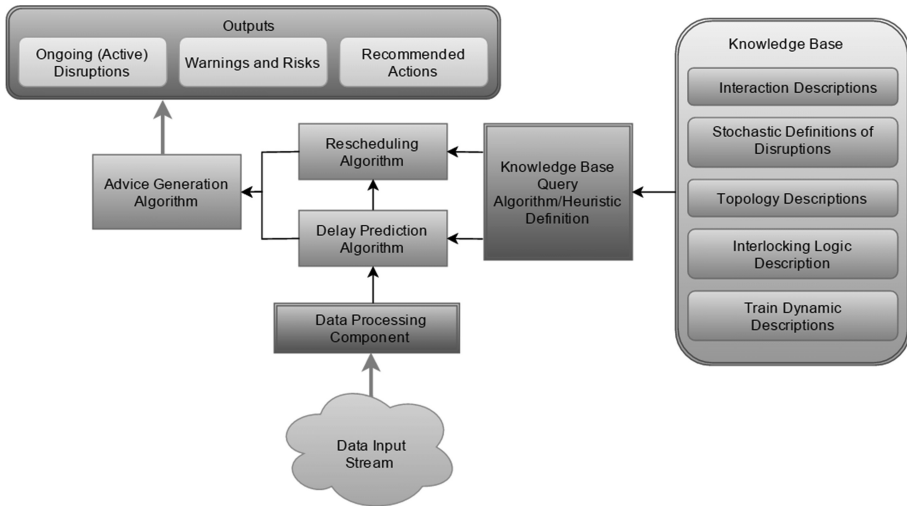 Outputs
Ongoing (Active)
Disruptions
Warnings and Risks
Recommended
Actions
Knowledge Base
Interaction Descriptions
Stochastic Definitions of
Disruptions
Topology Descriptions
Interlocking Logic
Description
Train Dynamic
Descriptions
Rescheduling
Algorithm
Knowledge Base
Query
Algorithm/Heuristic
Definition
Advice Generation
Algorithm
Delay Prediction
Algorithm
Data Processing
Component
Data Input
Stream